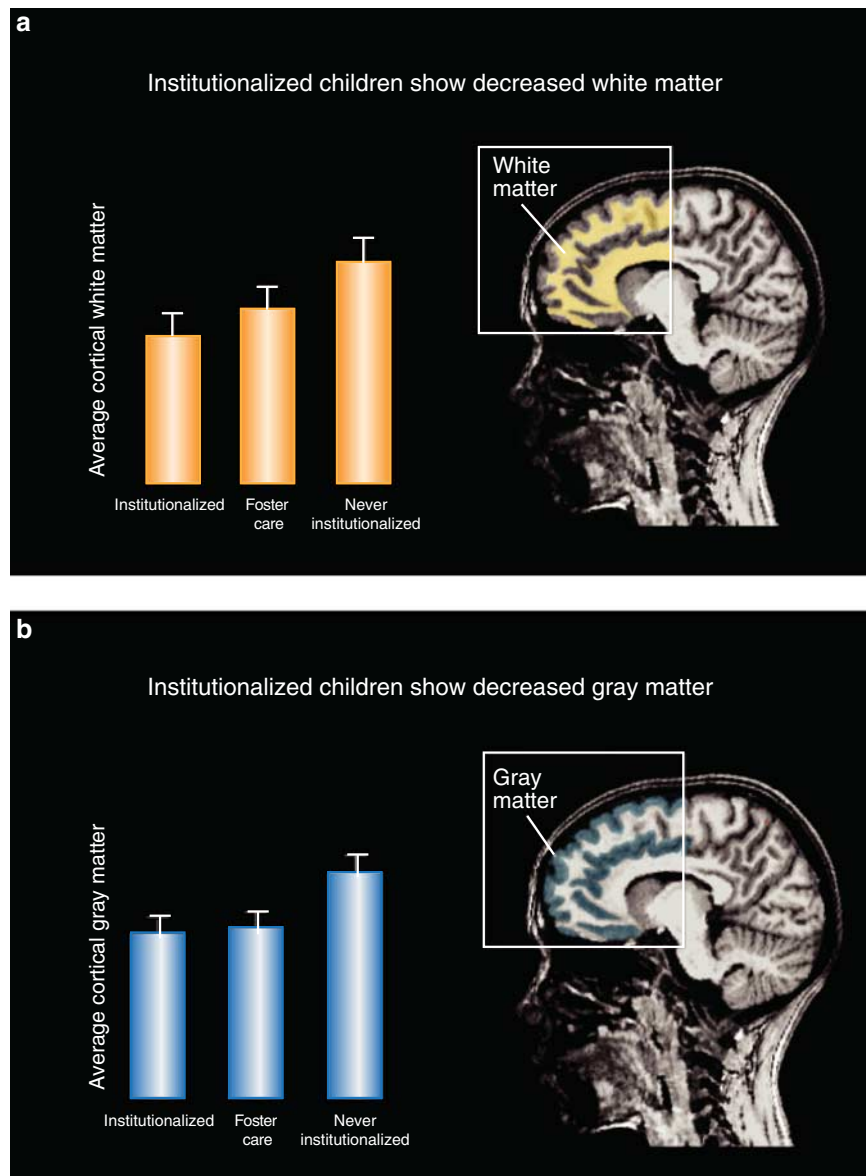 a
Institutionalized children show decreased white matter
Average cortical white matter
Institutionalized
Foster
care
Never
institutionalized
White
matter
b
Institutionalized children show decreased gray matter
Average cortical gray matter
Institutionalized
Foster
care
Never
institutionalized
Gray
matter